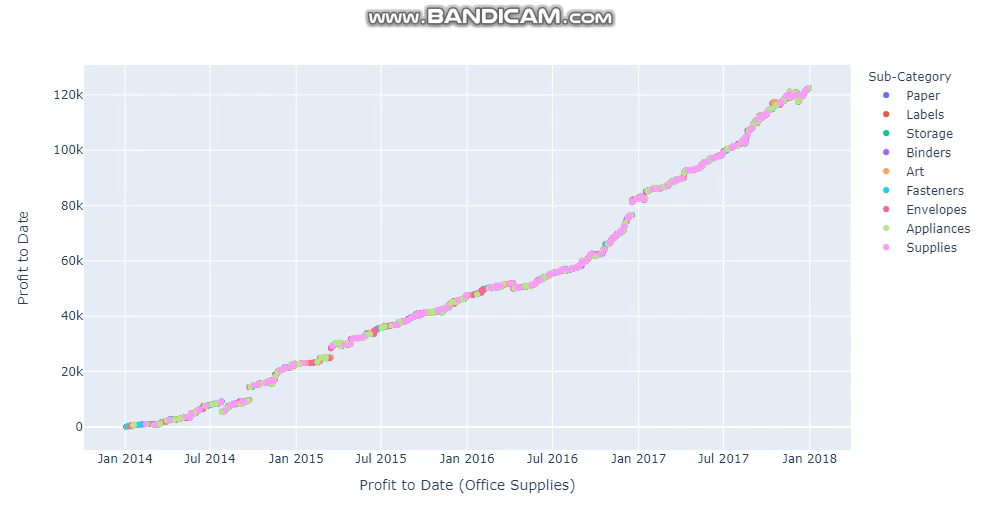 WWW.BANDICAM.COM
Sub-Category
Paper
Labels
Storage
Binders
Art
Fasteners
Envelopes
Appliances
Supplies
Profit to Date
120k
100k
80k
60k
40k
20k
0
Jan 2014 Jul 2014 Jan 2015 Jul 2015 Jan 2016 Jul 2016 Jan 2017 Jul 2017 Jan 2018
Profit to Date (Office Supplies)